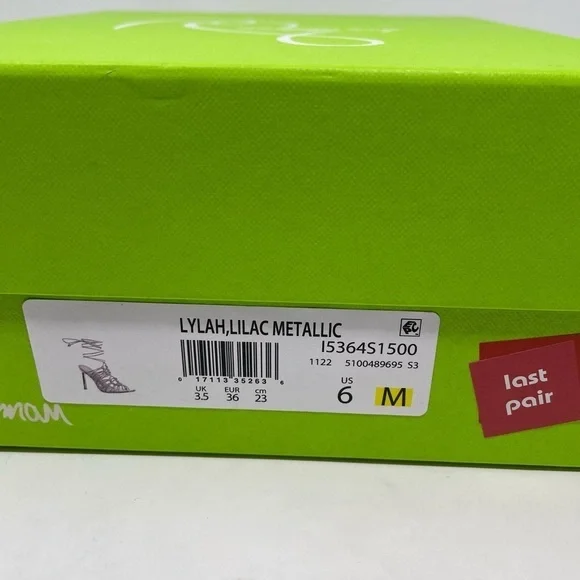 LYLAH,LILAC METALLIC
I5364S1500
1122 5100489695 S3
0 17113 35263 6
UK EUR cm US
3.5 36 23 6 M
last
pair